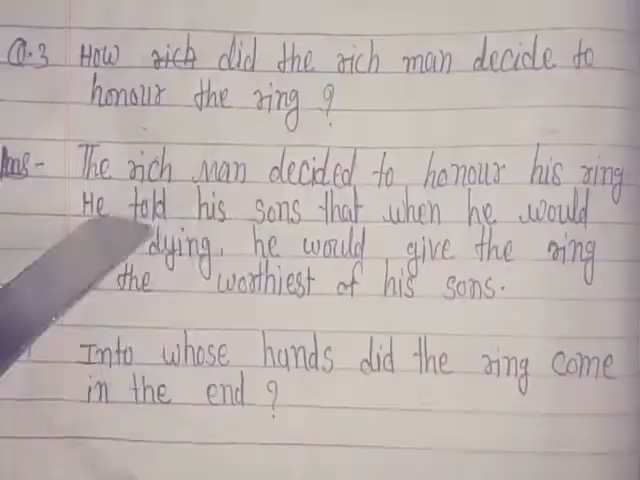 Q.3 How rich did the rich man decide to
honour the ring ?
Ans - The rich man decided to honour his ring
He told his sons that when he would
dying, he would give the ring
the worthiest of his sons.
Into whose hands did the ring come
in the end ?